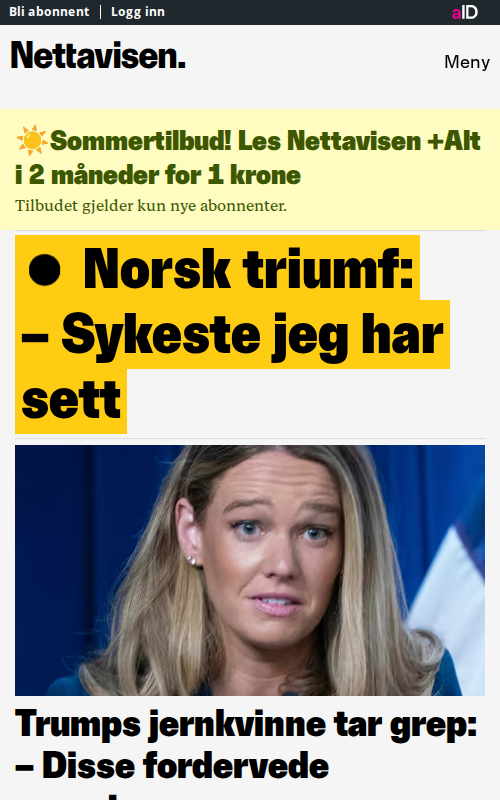 Bli abonnent | Logg inn
aID
Nettavisen.
Meny
☀️Sommertilbud! Les Nettavisen +Alt
i 2 måneder for 1 krone
Tilbudet gjelder kun nye abonnenter.
● Norsk triumf:
– Sykeste jeg har
sett
Trumps jernkvinne tar grep:
– Disse fordervede